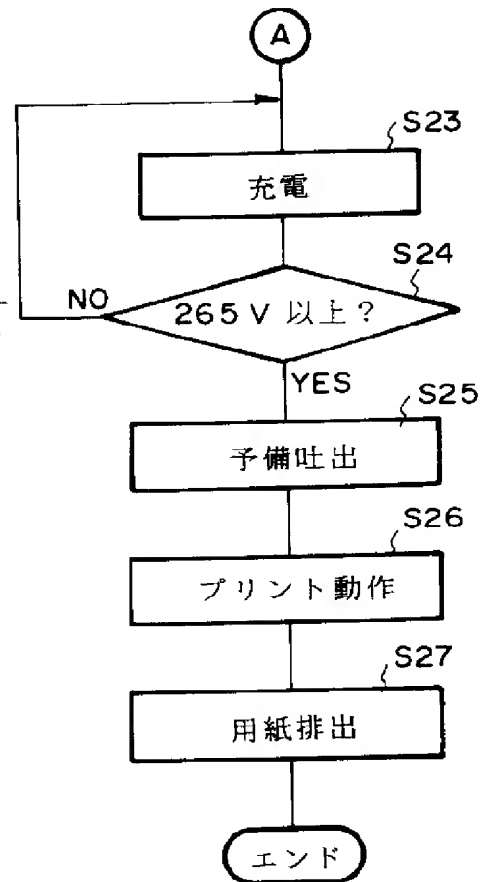 A
S23
充電
S24
NO
265V 以上?
YES
S25
予備吐出
S26
プリント動作
S27
用紙排出
エンド